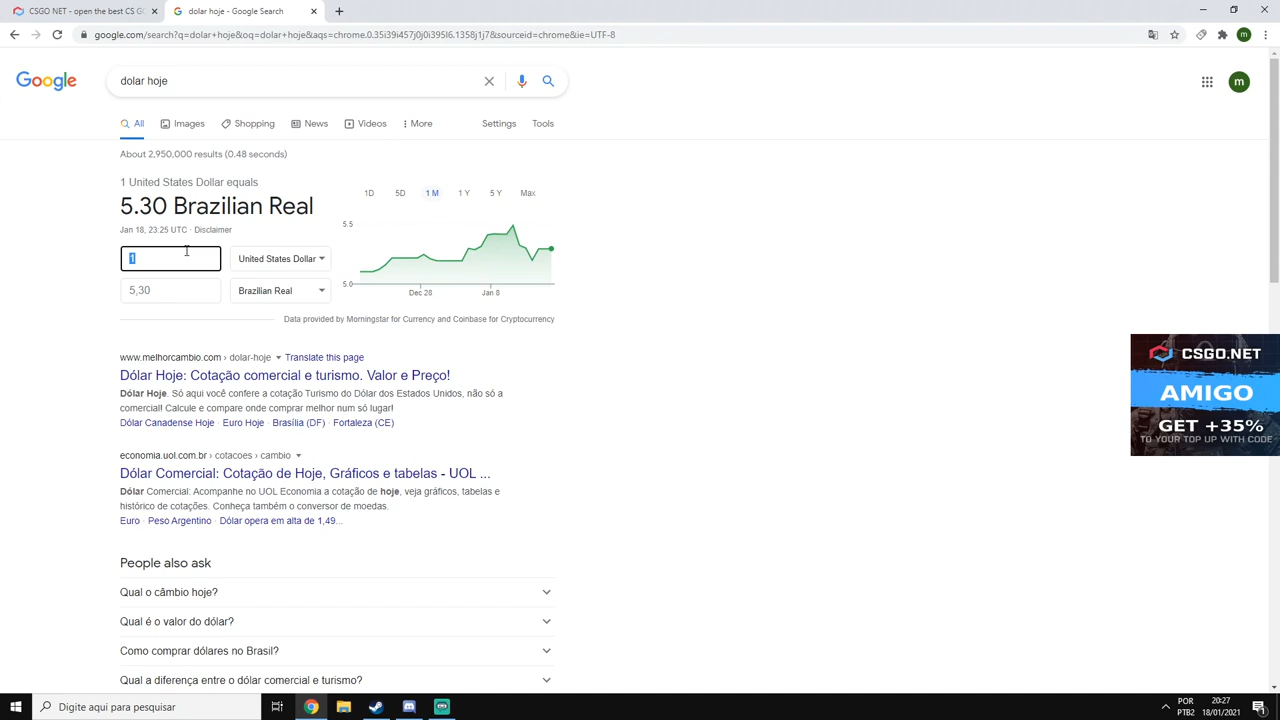 CSGO NET - open the best CS G
dolar hoje - Google Search
google.com/search?q=dolar+hoje&oq=dolar+hoje&aqs=chrome.0.35i39i457j0j0i395l6.1358j1j7&sourceid=chrome&ie=UTF-8
m
Google
dolar hoje
m
All
Images
Shopping
News
Videos
More
Settings
Tools
About 2,950,000 results (0.48 seconds)
1 United States Dollar equals
5.30 Brazilian Real
Jan 18, 23:25 UTC · Disclaimer
1
United States Dollar
5,30
Brazilian Real
1D
5D
1 M
1 Y
5 Y
Max
5.5
5.0
Dec 28
Jan 8
Data provided by Morningstar for Currency and Coinbase for Cryptocurrency
www.melhorcambio.com › dolar-hoje Translate this page
Dólar Hoje: Cotação comercial e turismo. Valor e Preço!
Dólar Hoje. Só aqui você confere a cotação Turismo do Dólar dos Estados Unidos, não só a
comercial! Calcule e compare onde comprar melhor num só lugar!
Dólar Canadense Hoje · Euro Hoje · Brasília (DF) · Fortaleza (CE)
economia.uol.com.br › cotacoes › cambio
Dólar Comercial: Cotação de Hoje, Gráficos e tabelas - UOL ...
Dólar Comercial: Acompanhe no UOL Economia a cotação de hoje, veja gráficos, tabelas e
histórico de cotações. Conheça também o conversor de moedas.
Euro · Peso Argentino · Dólar opera em alta de 1,49...
People also ask
Qual o câmbio hoje?
Qual é o valor do dólar?
Como comprar dólares no Brasil?
Qual a diferença entre o dólar comercial e turismo?
CSGO.NET
AMIGO
GET +35%
TO YOUR TOP UP WITH CODE
Digite aqui para pesquisar
POR
PTB2
20:27
18/01/2021
1